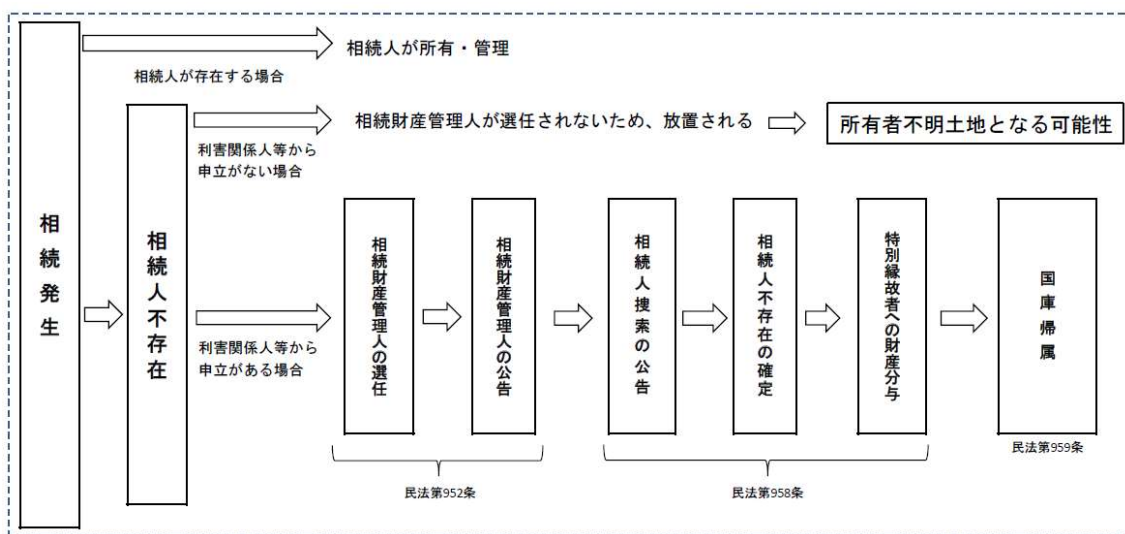 相続発生
相続人が所有・管理
相続人が存在する場合
相続人不存在
相続財産管理人が選任されないため、放置される
所有者不明土地となる可能性
利害関係人等から
申立がない場合
利害関係人等から
申立がある場合
相続財産管理人の選任
相続財産管理人の公告
相続人捜索の公告
相続人不存在の確定
特別縁故者への財産分与
国庫帰属
民法第952条
民法第958条
民法第959条